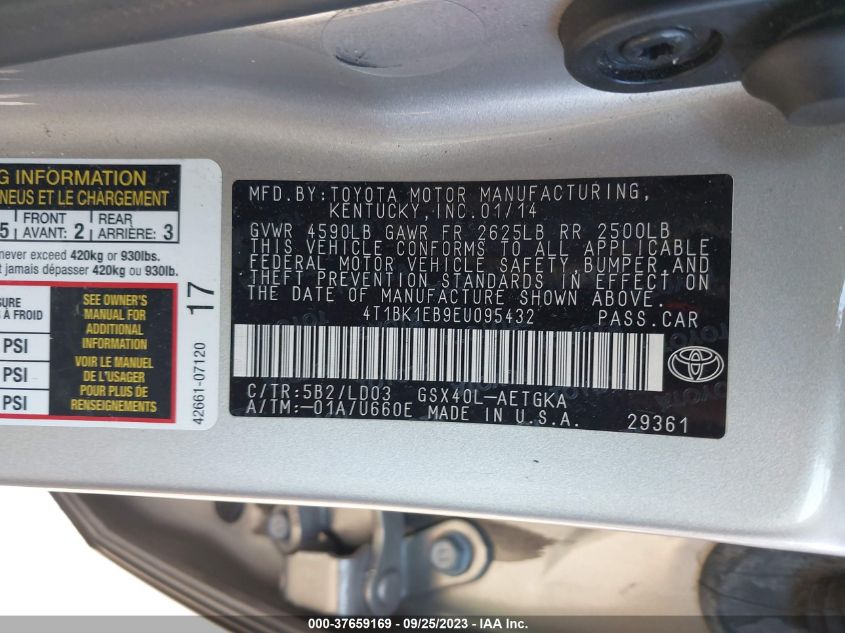 G INFORMATION
NEUS ET LE CHARGEMENT
5 FRONT AVANT: 2 REAR ARRIÈRE: 3
never exceed 420kg or 930lbs.
t jamais dépasser 420kg ou 930lb.
SURE
S À FROID
PSI
PSI
PSI
SEE OWNER'S
MANUAL FOR
ADDITIONAL
INFORMATION
VOIR LE MANUEL
DE L'USAGER
POUR PLUS DE
RENSEIGNEMENTS
17
42661-07120
MFD.BY:TOYOTA MOTOR MANUFACTURING,
KENTUCKY,INC.01/14
GVWR 4590LB GAWR FR 2625LB RR 2500LB
THIS VEHICLE CONFORMS TO ALL APPLICABLE
FEDERAL MOTOR VEHICLE SAFETY,BUMPER,AND
THEFT PREVENTION STANDARDS IN EFFECT ON
THE DATE OF MANUFACTURE SHOWN ABOVE.
4T1BK1EB9EU095432 PASS.CAR
C/TR:5B2/LD03 GSX40L-AETGKA
A/TM:-01A/U660E MADE IN U.S.A. 29361
000-37659169 - 09/25/2023 - IAAI.com